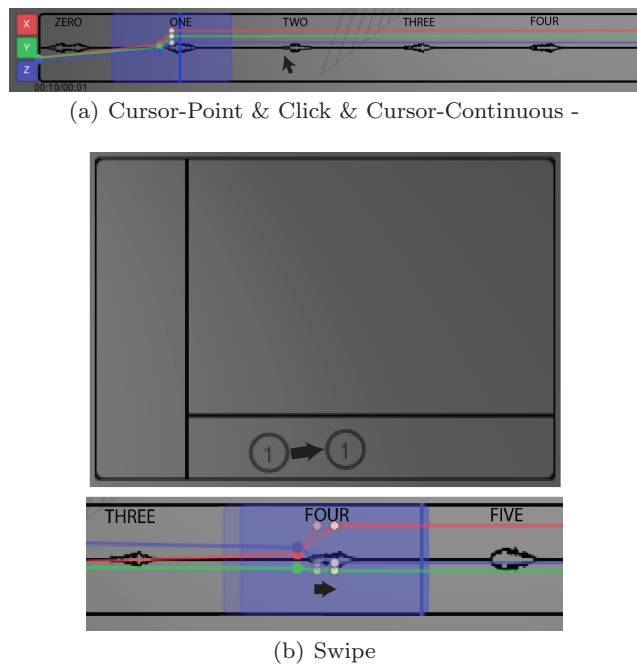 X ZERO ONE TWO THREE FOUR
Y
Z
00:10/00:01
(a) Cursor-Point & Click & Cursor-Continuous -
1 1
THREE FOUR FIVE
(b) Swipe